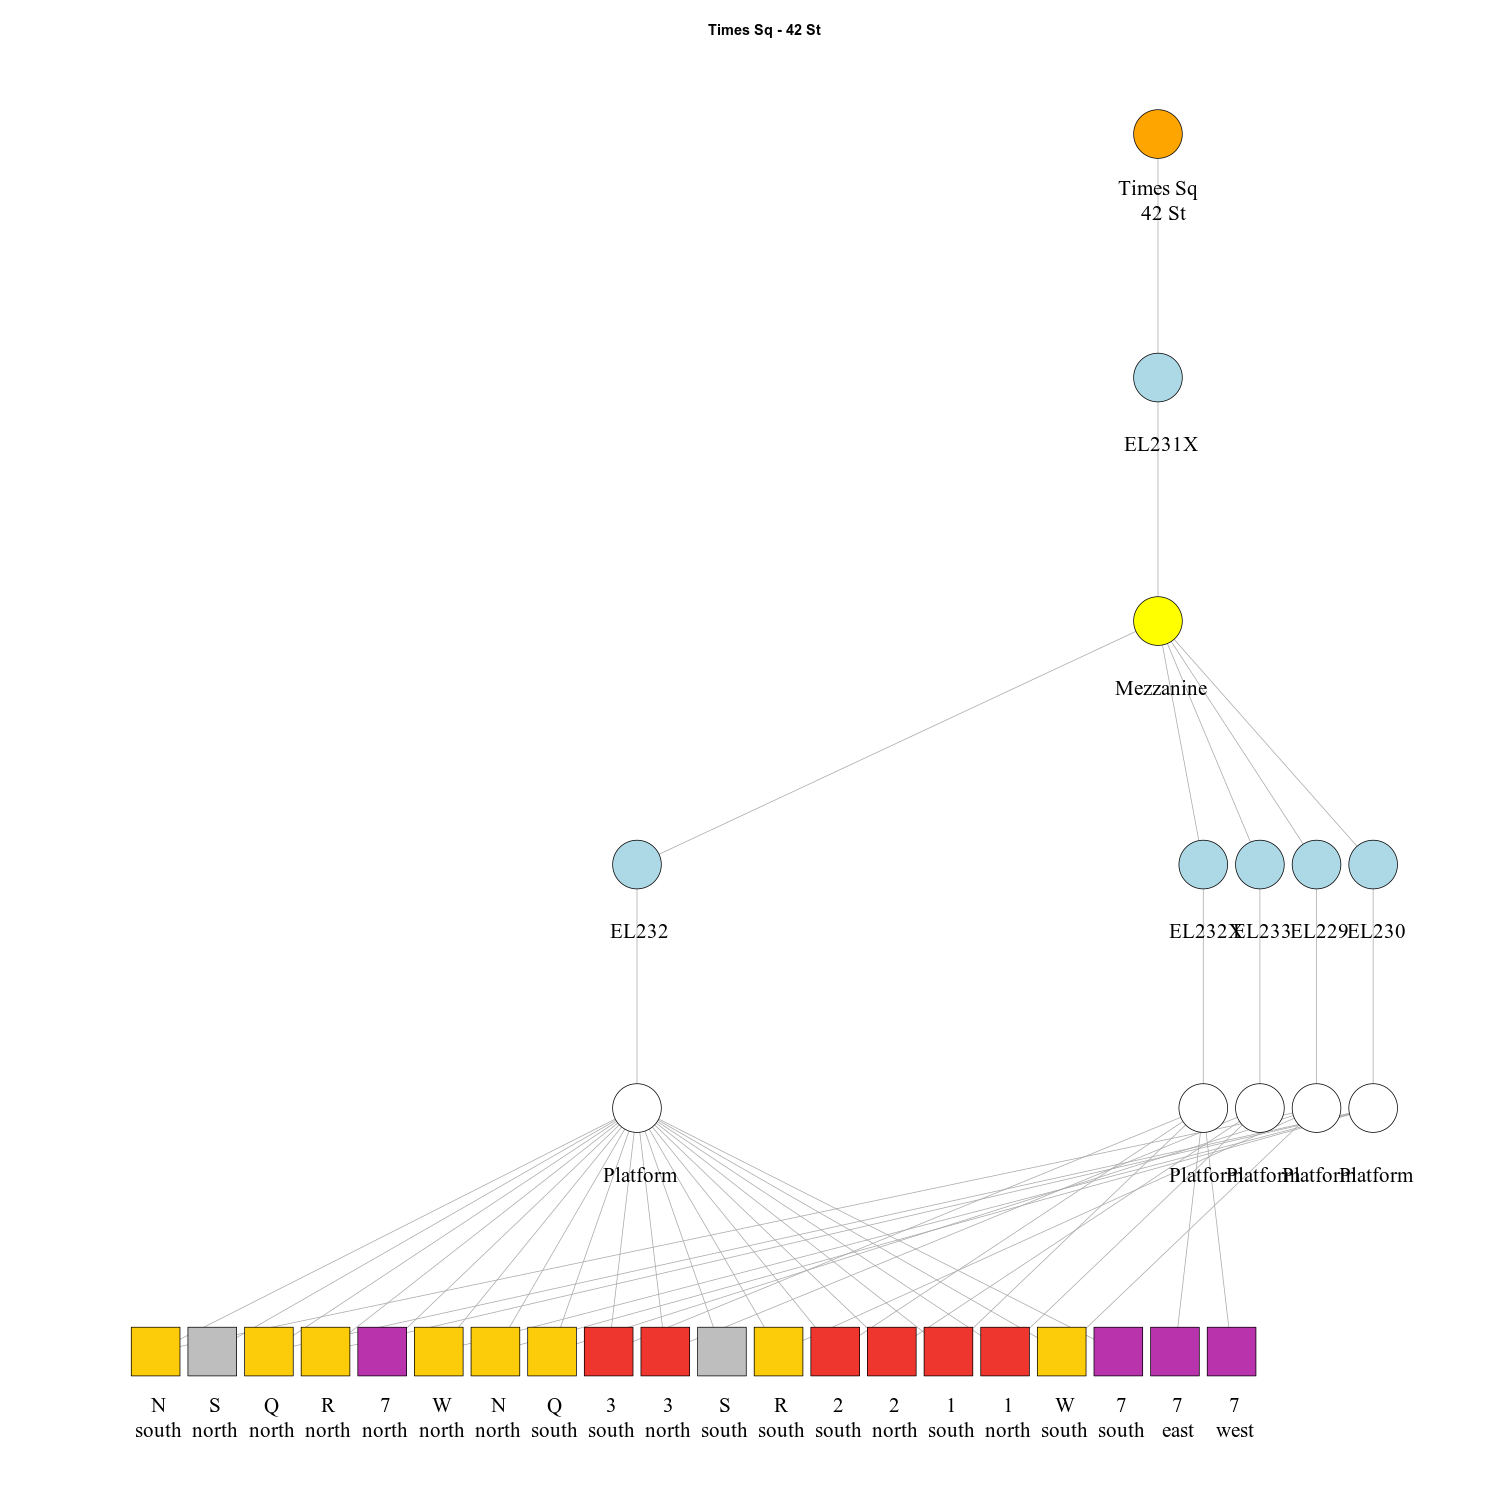 Times Sq - 42 St
Times Sq
42 St
EL231X
Mezzanine
EL232
EL232X
EL233
EL229
EL230
Platform
Platform
Platform
Platform
Platform
N
south
S
north
Q
north
R
north
7
north
W
north
N
north
Q
south
3
south
3
north
S
south
R
south
2
south
2
north
1
south
1
north
W
south
7
south
7
east
7
west